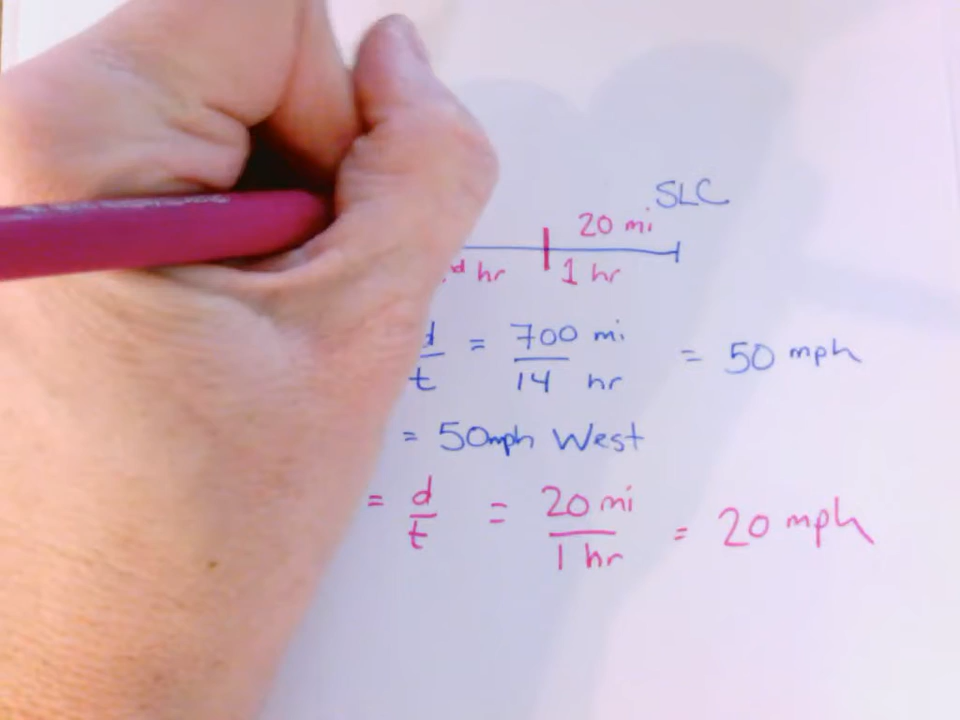 SLC
20 mi
hr 1 hr
d/t = 700 mi / 14 hr = 50 mph
= 50mph West
= d/t = 20 mi / 1 hr = 20 mph